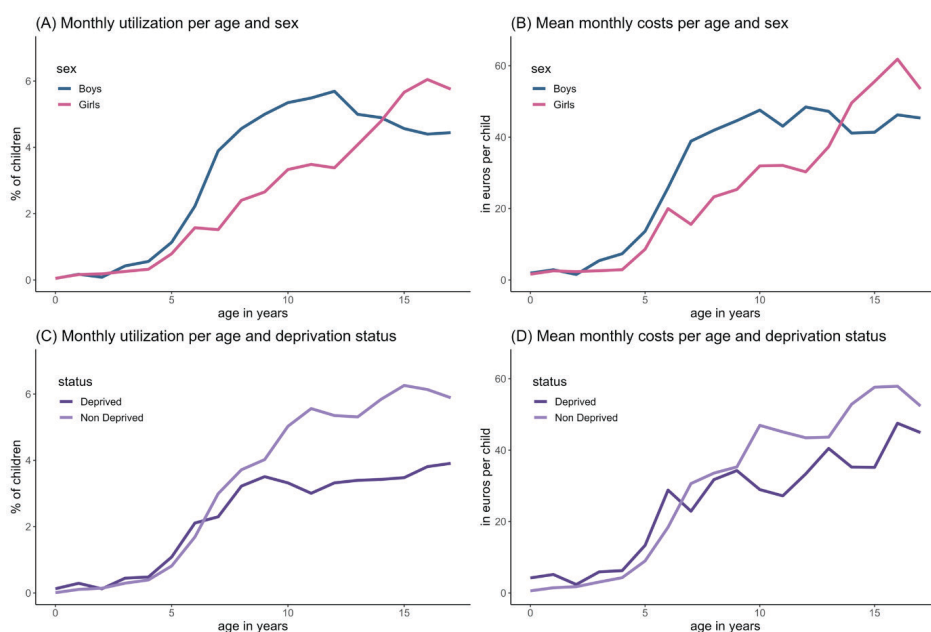 (A) Monthly utilization per age and sex
% of children
6
4
2
0
sex
Boys
Girls
0
5
10
15
age in years
(B) Mean monthly costs per age and sex
in euros per child
60
40
20
0
sex
Boys
Girls
0
5
10
15
age in years
(C) Monthly utilization per age and deprivation status
% of children
6
4
2
0
status
Deprived
Non Deprived
0
5
10
15
age in years
(D) Mean monthly costs per age and deprivation status
in euros per child
60
40
20
0
status
Deprived
Non Deprived
0
5
10
15
age in years